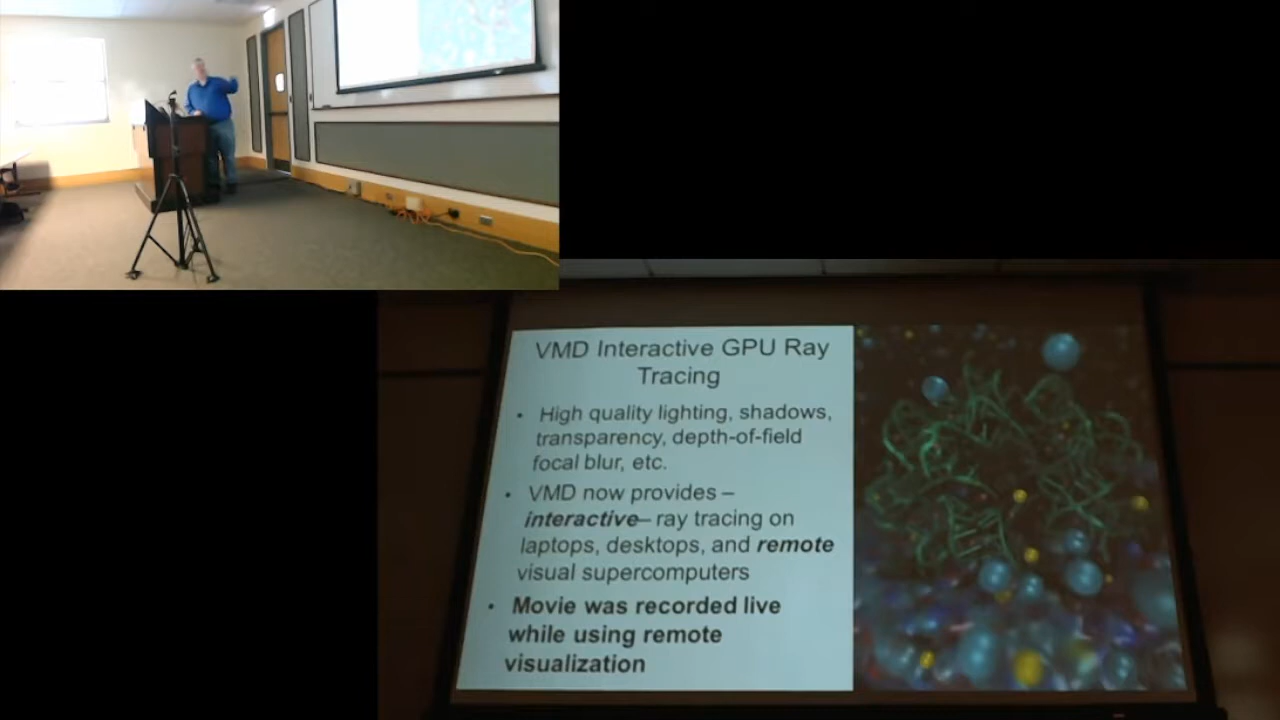 VMD Interactive GPU Ray
Tracing
• High quality lighting, shadows,
transparency, depth-of-field
focal blur, etc.
• VMD now provides –
interactive– ray tracing on
laptops, desktops, and remote
visual supercomputers
• Movie was recorded live
while using remote
visualization